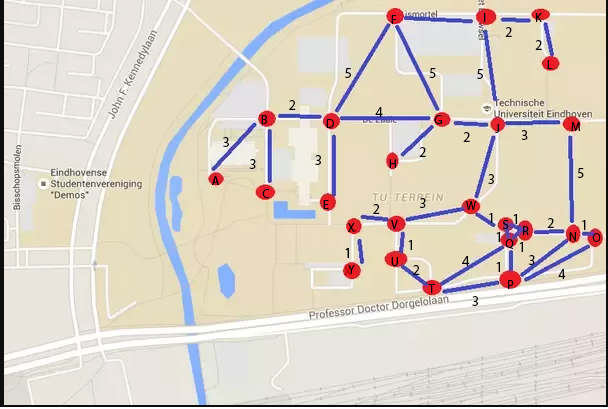 F
ismortel
I
K
2
2
L
5
5
5
John F. Kennedylaan
Technische
Universiteit Eindhoven
B
2
D
4
G
2
J
3
M
3
3
3
2
H
3
5
Bisschopsmolen
Eindhovense
Studentenvereniging
"Demos"
A
C
E
TU-TERREIN
W
X
2
V
3
1
S
1
R
2
N
1
O
1
Q
1
1
1
U
2
4
3
4
Y
T
1
P
3
Professor Doctor Dorgelolaan